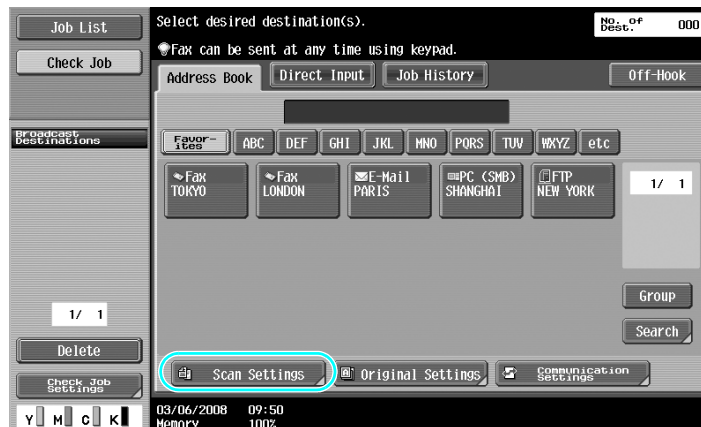 Job List
Check Job
Broadcast
Destinations
1/ 1
Delete
Check Job
Settings
Y M C K
Select desired destination(s).
Fax can be sent at any time using keypad.
No. of
Dest.
000
Address Book
Direct Input
Job History
Off-Hook
Favor-
ites
ABC
DEF
GHI
JKL
MNO
PQRS
TUV
WXYZ
etc
Fax
TOKYO
Fax
LONDON
E-Mail
PARIS
PC (SMB)
SHANGHAI
FTP
NEW YORK
1/ 1
Group
Search
Scan Settings
Original Settings
Communication
Settings
03/06/2008 09:50
Memory 100%